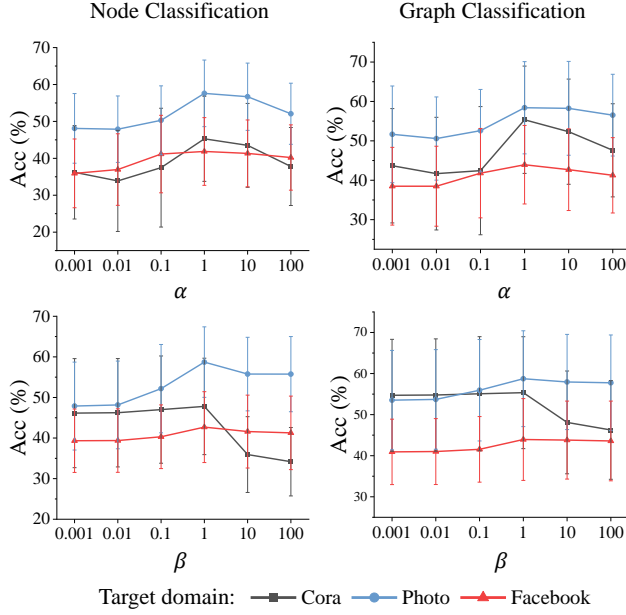 Node Classification
Graph Classification
Acc (%)
70
60
50
40
30
20
0.001 0.01 0.1 1 10 100
α
Acc (%)
70
60
50
40
30
0.001 0.01 0.1 1 10 100
α
Acc (%)
70
60
50
40
30
20
0.001 0.01 0.1 1 10 100
β
Acc (%)
70
60
50
40
30
0.001 0.01 0.1 1 10 100
β
Target domain: Cora Photo Facebook